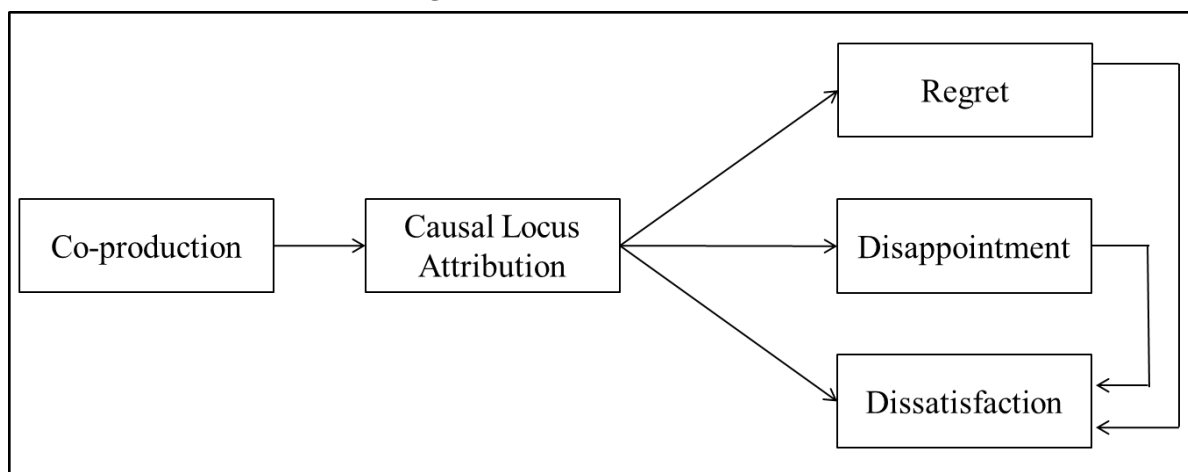 Regret
Co-production
Causal Locus
Attribution
Disappointment
Dissatisfaction